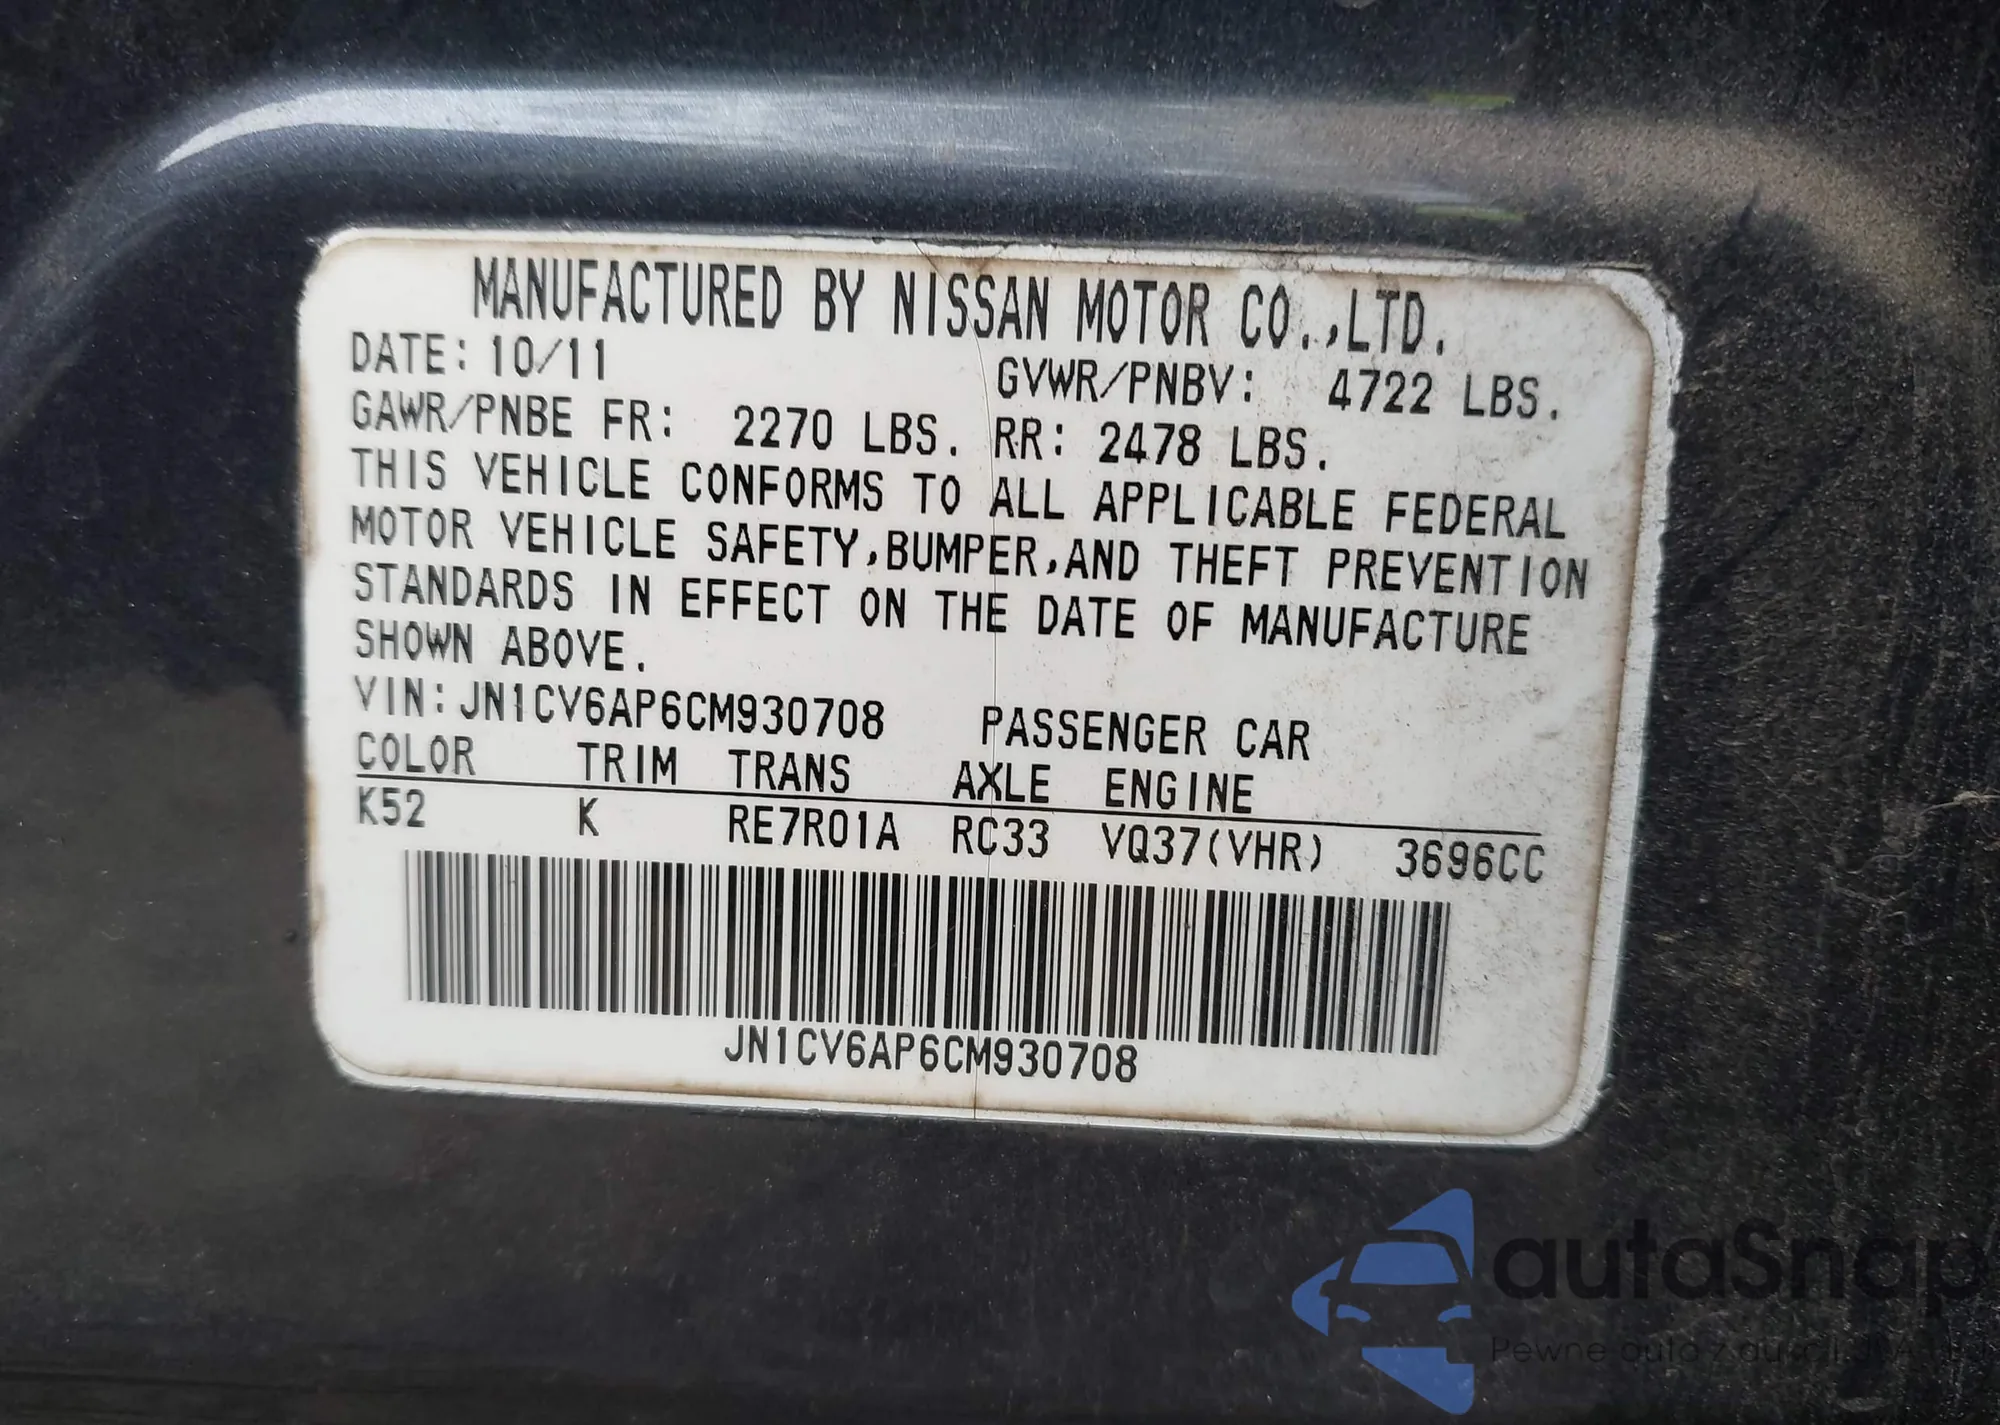 MANUFACTURED BY NISSAN MOTOR CO.,LTD.
DATE: 10/11 GVWR/PNBV: 4722 LBS.
GAWR/PNBE FR: 2270 LBS. RR: 2478 LBS.
THIS VEHICLE CONFORMS TO ALL APPLICABLE FEDERAL
MOTOR VEHICLE SAFETY,BUMPER,AND THEFT PREVENTION
STANDARDS IN EFFECT ON THE DATE OF MANUFACTURE
SHOWN ABOVE.
VIN:JN1CV6AP6CM930708 PASSENGER CAR
COLOR TRIM TRANS AXLE ENGINE
K52 K RE7R01A RC33 VQ37(VHR) 3696CC
JN1CV6AP6CM930708
autaSnap
Pewne auto z